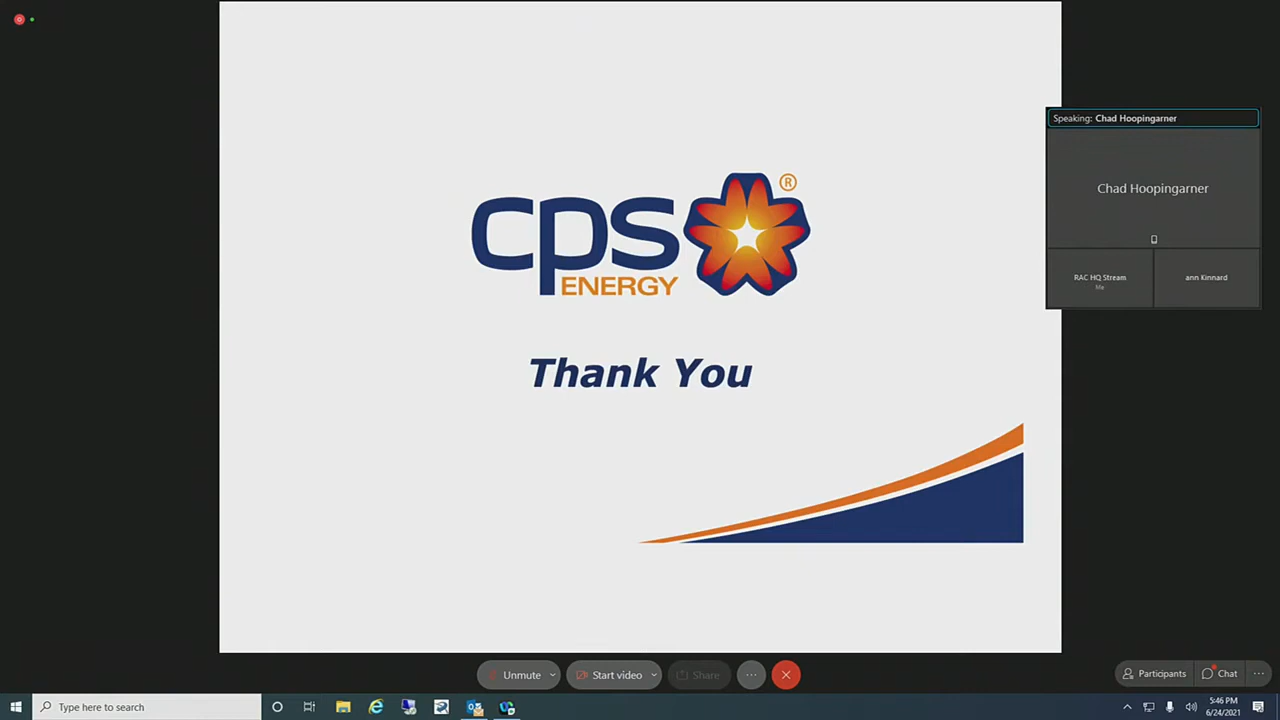 Speaking: Chad Hoopingarner
Chad Hoopingarner
RAC HQ Stream
Me
ann Kinnard
cps
®
ENERGY
Thank You
Unmute
Start video
Share
Participants
Chat
Type here to search
5:46 PM
6/24/2021